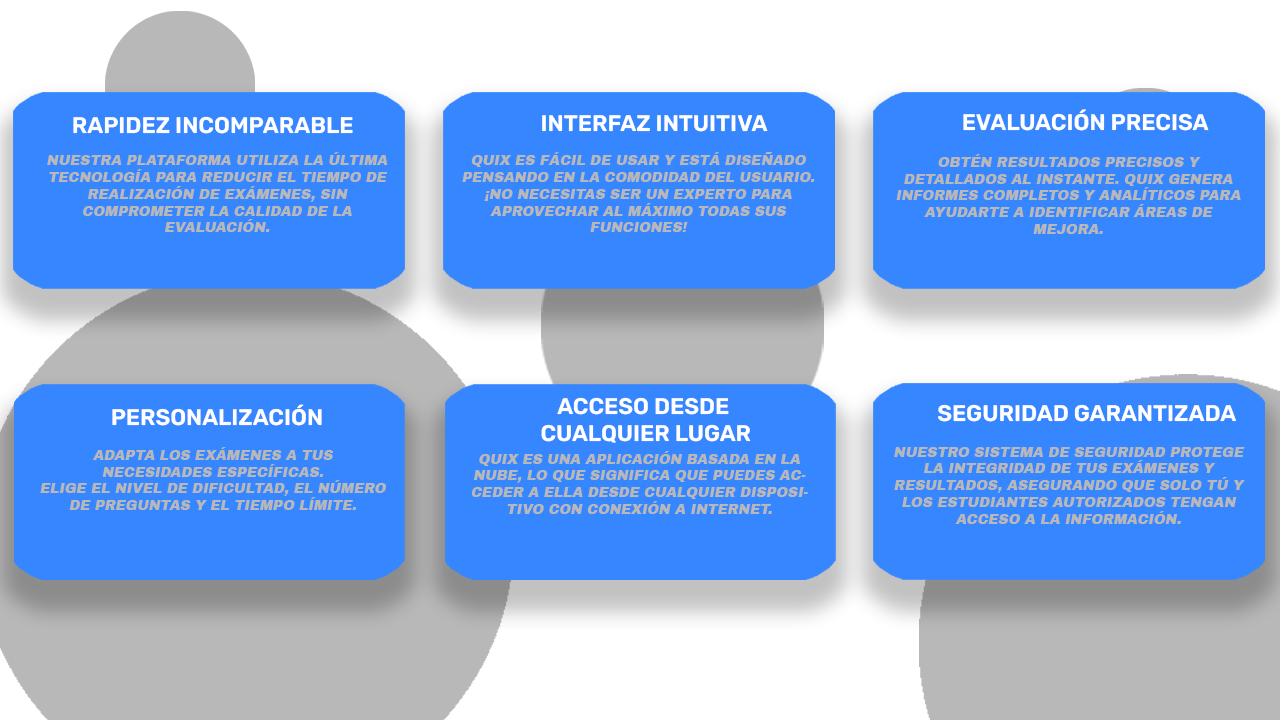 RAPIDEZ INCOMPARABLE
NUESTRA PLATAFORMA UTILIZA LA ÚLTIMA
TECNOLOGÍA PARA REDUCIR EL TIEMPO DE
REALIZACIÓN DE EXÁMENES, SIN
COMPROMETER LA CALIDAD DE LA
EVALUACIÓN.
INTERFAZ INTUITIVA
QUIX ES FÁCIL DE USAR Y ESTÁ DISEÑADO
PENSANDO EN LA COMODIDAD DEL USUARIO.
¡NO NECESITAS SER UN EXPERTO PARA
APROVECHAR AL MÁXIMO TODAS SUS
FUNCIONES!
EVALUACIÓN PRECISA
OBTÉN RESULTADOS PRECISOS Y
DETALLADOS AL INSTANTE. QUIX GENERA
INFORMES COMPLETOS Y ANALÍTICOS PARA
AYUDARTE A IDENTIFICAR ÁREAS DE
MEJORA.
PERSONALIZACIÓN
ADAPTA LOS EXÁMENES A TUS
NECESIDADES ESPECÍFICAS.
ELIGE EL NIVEL DE DIFICULTAD, EL NÚMERO
DE PREGUNTAS Y EL TIEMPO LÍMITE.
ACCESO DESDE
CUALQUIER LUGAR
QUIX ES UNA APLICACIÓN BASADA EN LA
NUBE, LO QUE SIGNIFICA QUE PUEDES AC-
CEDER A ELLA DESDE CUALQUIER DISPOSI-
TIVO CON CONEXIÓN A INTERNET.
SEGURIDAD GARANTIZADA
NUESTRO SISTEMA DE SEGURIDAD PROTEGE
LA INTEGRIDAD DE TUS EXÁMENES Y
RESULTADOS, ASEGURANDO QUE SOLO TÚ Y
LOS ESTUDIANTES AUTORIZADOS TENGAN
ACCESO A LA INFORMACIÓN.